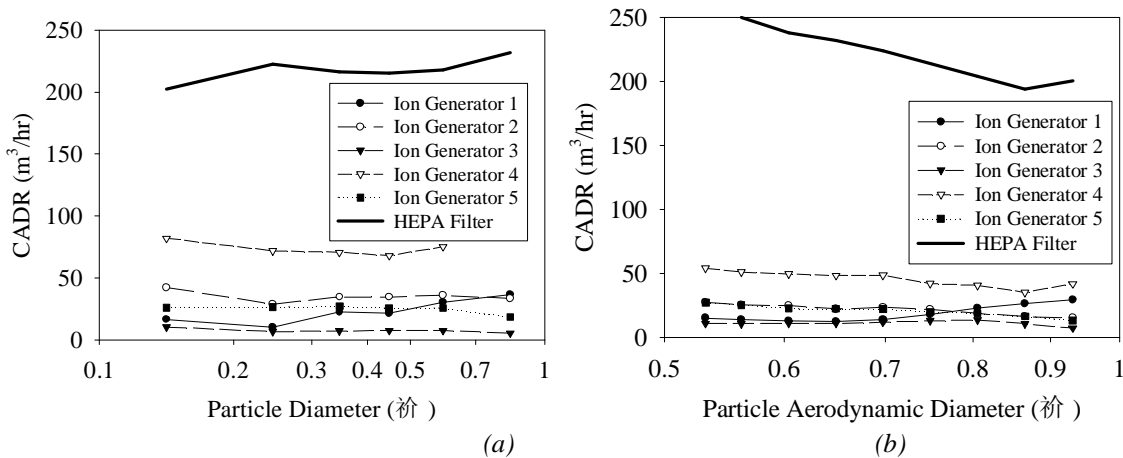 250
200
150
100
50
0
CADR (m³/hr)
Ion Generator 1
Ion Generator 2
Ion Generator 3
Ion Generator 4
Ion Generator 5
HEPA Filter
0.1 0.2 0.3 0.4 0.5 1
Particle Diameter (祄 )
(a)
250
200
150
100
50
0
CADR (m³/hr)
Ion Generator 1
Ion Generator 2
Ion Generator 3
Ion Generator 4
Ion Generator 5
HEPA Filter
0.5 0.6 0.7 0.8 0.9 1
Particle Aerodynamic Diameter (祄 )
(b)